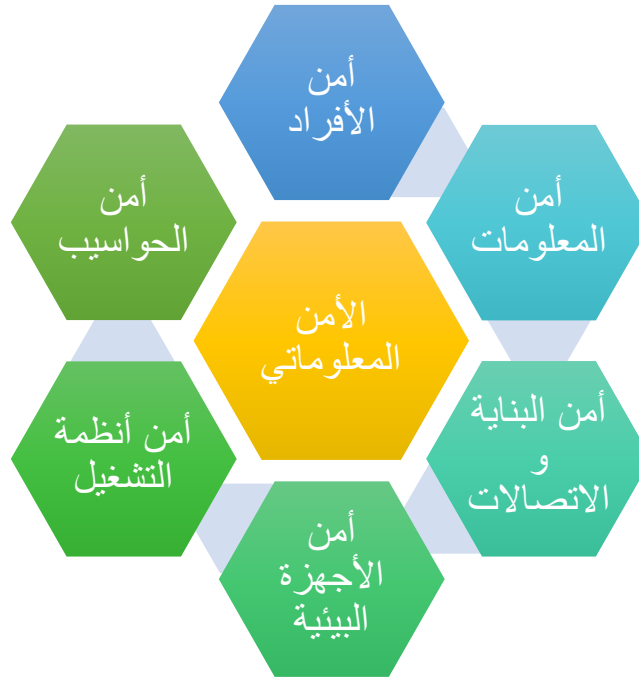 أمن
الأفراد
أمن
المعلومات
أمن البناية
و
الاتصالات
أمن
الأجهزة
البيئية
أمن أنظمة
التشغيل
أمن
الحواسيب
الأمن
المعلوماتي